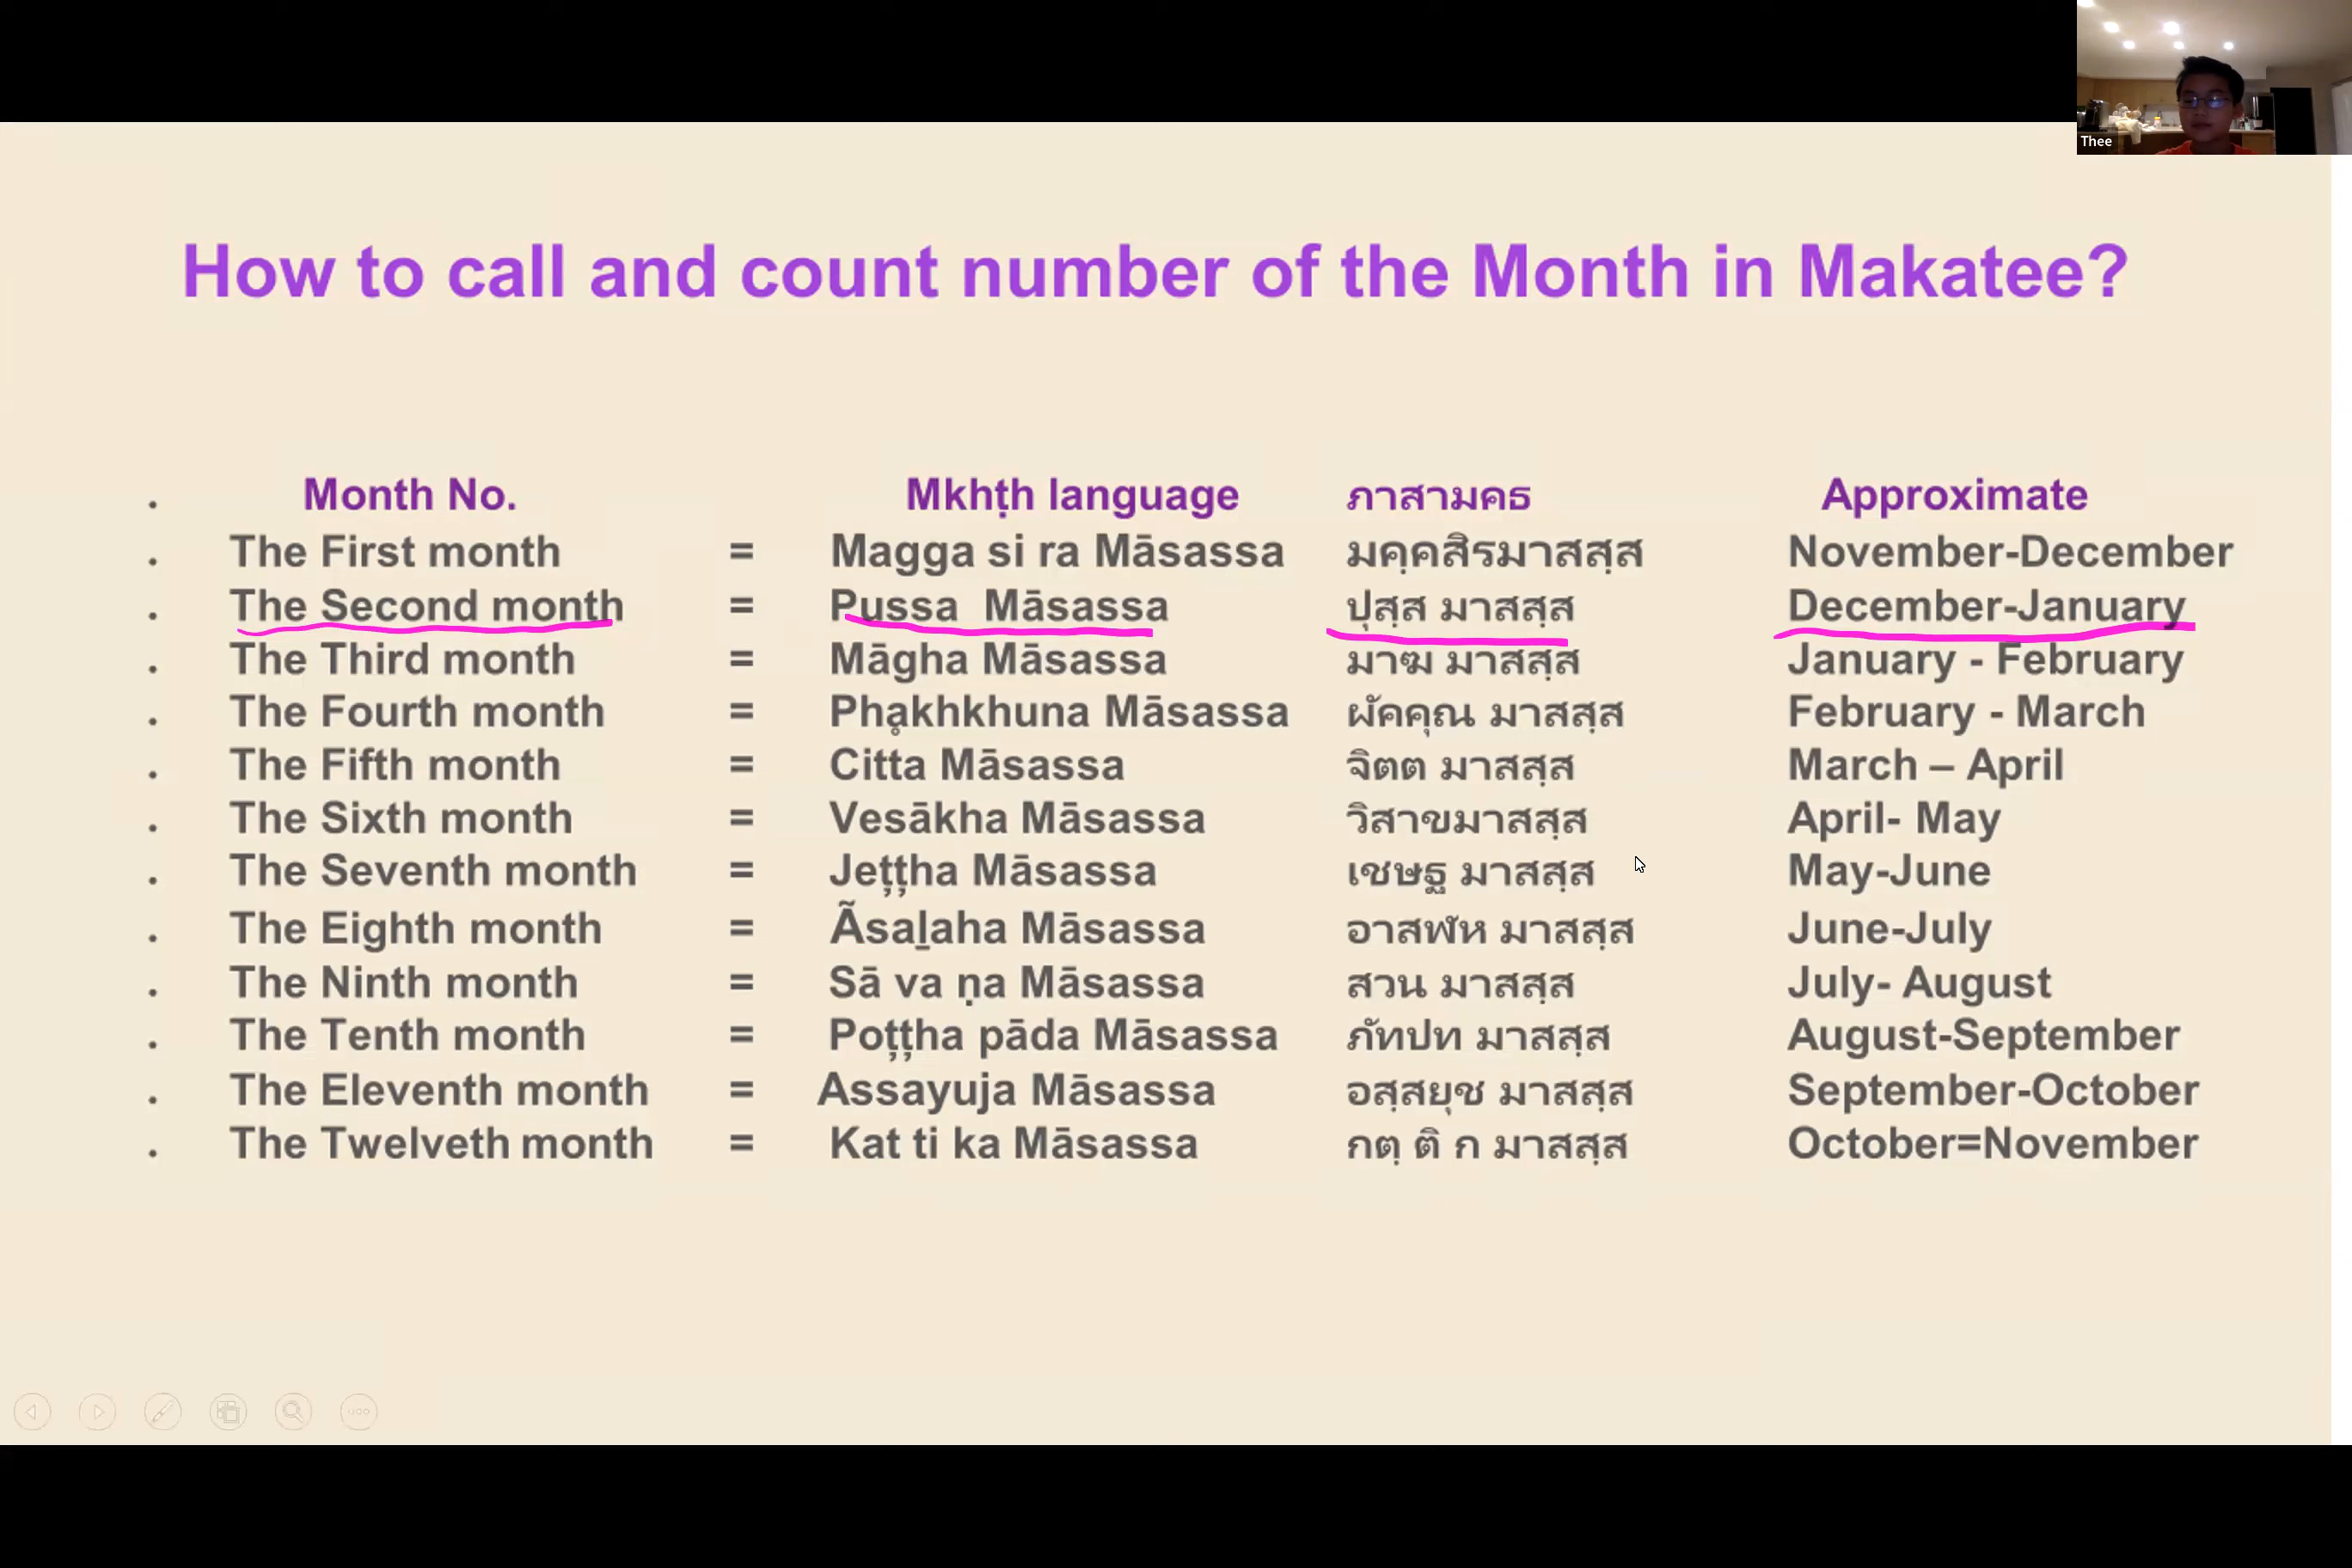 Thee
How to call and count number of the Month in Makatee?
. Month No. Mkhṭh language ภาสามคธ Approximate
. The First month = Magga si ra Māsassa มคฺคสิรมาสสฺส November-December
. The Second month = Pussa Māsassa ปุสฺส มาสสฺส December-January
. The Third month = Māgha Māsassa มาฆ มาสสฺส January - February
. The Fourth month = Phḁkhkhuna Māsassa ผัคคุณ มาสสฺส February - March
. The Fifth month = Citta Māsassa จิตต มาสสฺส March – April
. The Sixth month = Vesākha Māsassa วิสาขมาสสฺส April- May
. The Seventh month = Jeṭṭha Māsassa เชษฐ มาสสฺส May-June
. The Eighth month = Ãsaḻaha Māsassa อาสฬห มาสสฺส June-July
. The Ninth month = Sā va ṇa Māsassa สวน มาสสฺส July- August
. The Tenth month = Poṭṭha pāda Māsassa ภัทปท มาสสฺส August-September
. The Eleventh month = Assayuja Māsassa อสฺสยุช มาสสฺส September-October
. The Twelveth month = Kat ti ka Māsassa กตฺ ติ ก มาสสฺส October=November